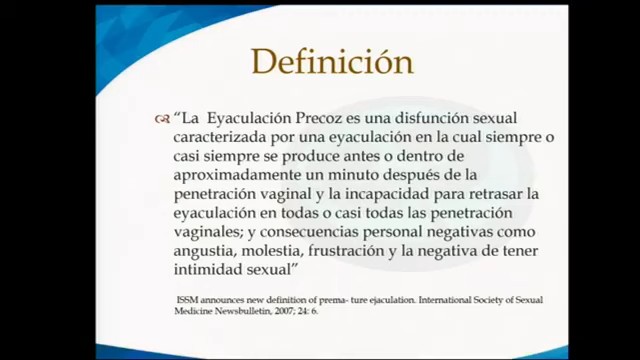 Definición
“La Eyaculación Precoz es una disfunción sexual
caracterizada por una eyaculación en la cual siempre o
casi siempre se produce antes o dentro de
aproximadamente un minuto después de la
penetración vaginal y la incapacidad para retrasar la
eyaculación en todas o casi todas las penetración
vaginales; y consecuencias personal negativas como
angustia, molestia, frustración y la negativa de tener
intimidad sexual”
ISSM announces new definition of prema- ture ejaculation. International Society of Sexual
Medicine Newsbulletin, 2007; 24: 6.